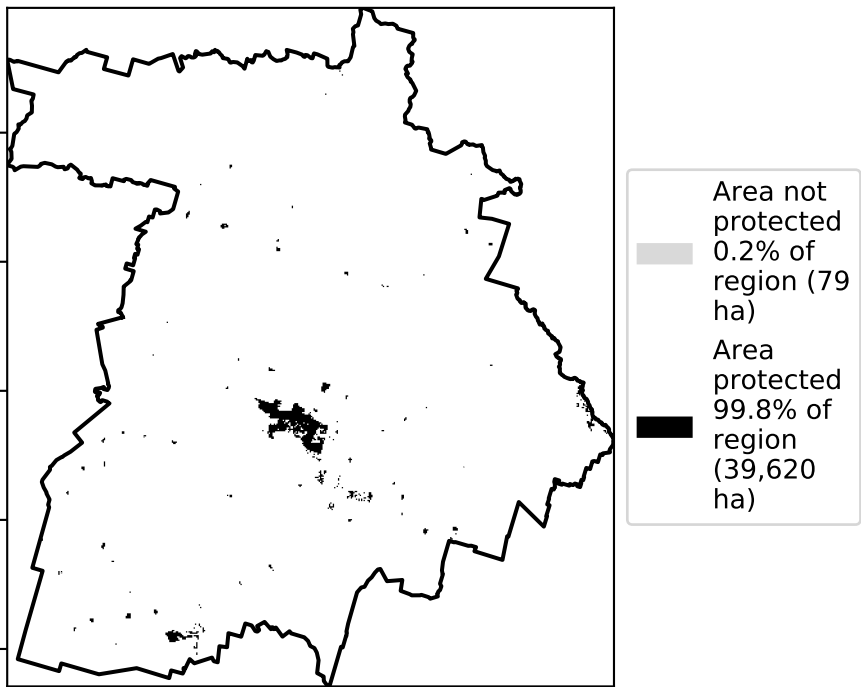 Area not
protected
0.2% of
region (79
ha)
Area
protected
99.8% of
region
(39,620
ha)